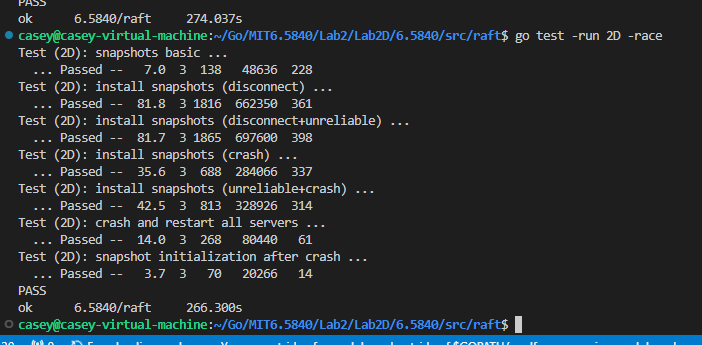 PASS
ok      6.5840/raft     274.037s
casey@casey-virtual-machine:~/Go/MIT6.5840/Lab2/Lab2D/6.5840/src/raft$ go test -run 2D -race
Test (2D): snapshots basic ...
  ... Passed --   7.0  3  138   48636  228
Test (2D): install snapshots (disconnect) ...
  ... Passed --  81.8  3 1816  662350  361
Test (2D): install snapshots (disconnect+unreliable) ...
  ... Passed --  81.7  3 1865  697600  398
Test (2D): install snapshots (crash) ...
  ... Passed --  35.6  3  688  284066  337
Test (2D): install snapshots (unreliable+crash) ...
  ... Passed --  42.5  3  813  328926  314
Test (2D): crash and restart all servers ...
  ... Passed --  14.0  3  268   80440   61
Test (2D): snapshot initialization after crash ...
  ... Passed --   3.7  3   70   20266   14
PASS
ok      6.5840/raft     266.300s
casey@casey-virtual-machine:~/Go/MIT6.5840/Lab2/Lab2D/6.5840/src/raft$